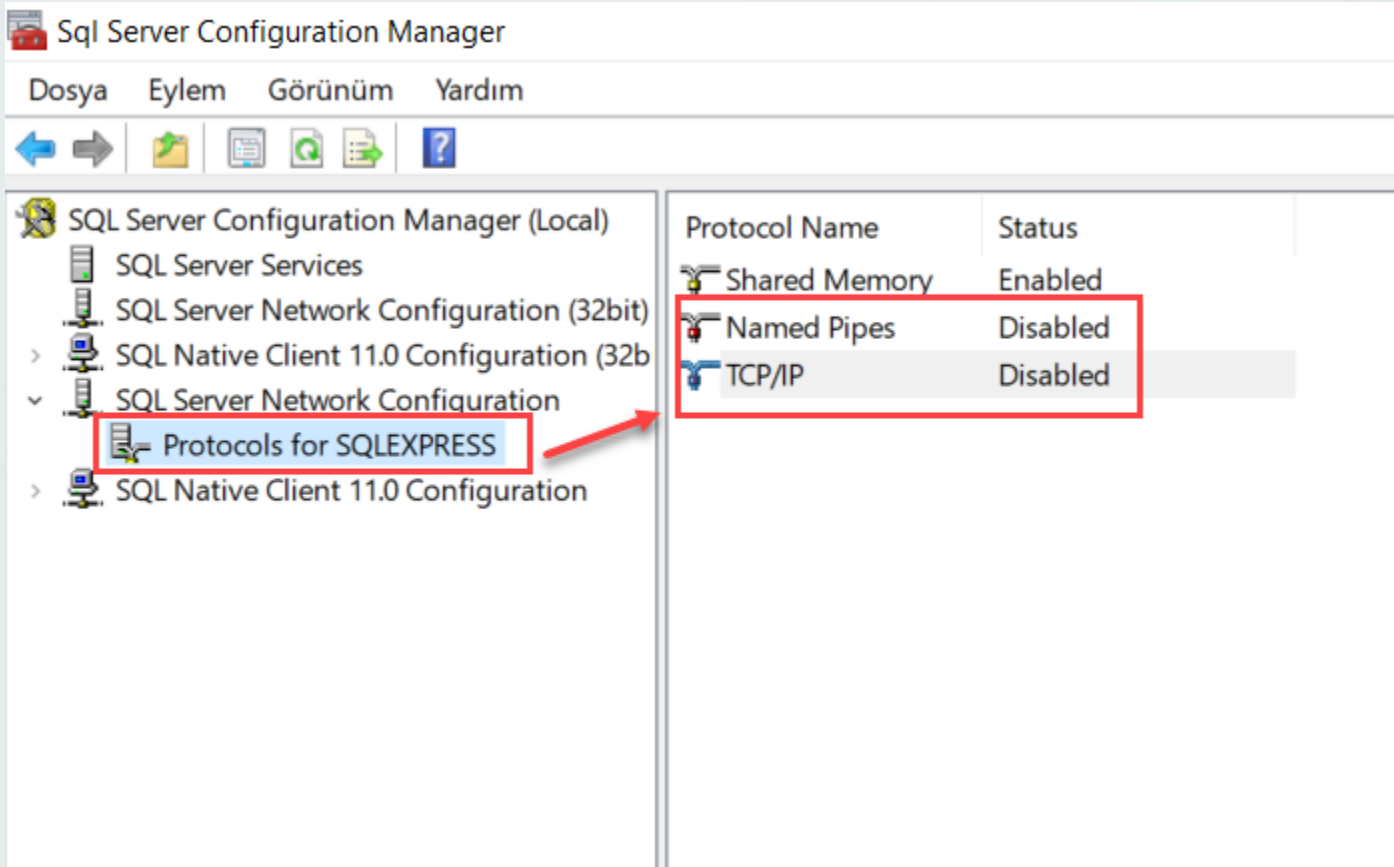 Sql Server Configuration Manager
Dosya Eylem Görünüm Yardım
?
SQL Server Configuration Manager (Local)
SQL Server Services
SQL Server Network Configuration (32bit)
SQL Native Client 11.0 Configuration (32b
SQL Server Network Configuration
Protocols for SQLEXPRESS
SQL Native Client 11.0 Configuration
Protocol Name Status
Shared Memory Enabled
Named Pipes Disabled
TCP/IP Disabled